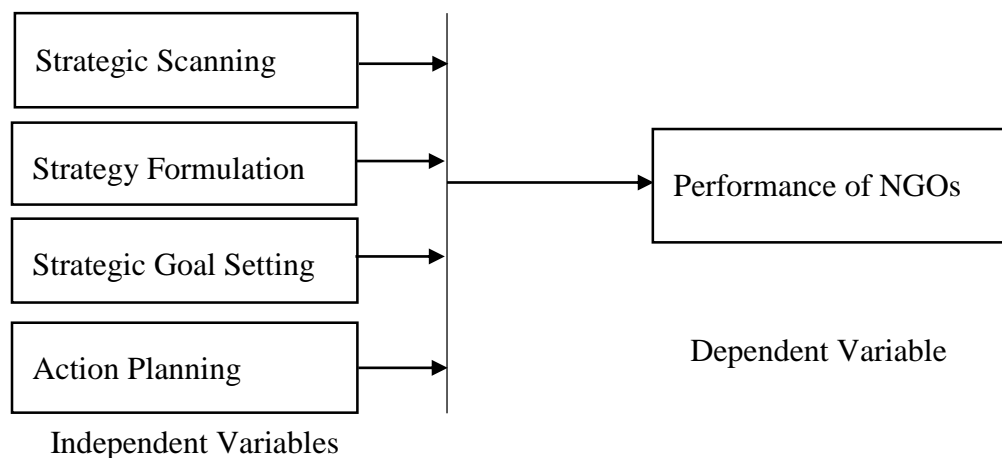 Strategic Scanning
Strategy Formulation
Strategic Goal Setting
Action Planning
Independent Variables
Performance of NGOs
Dependent Variable